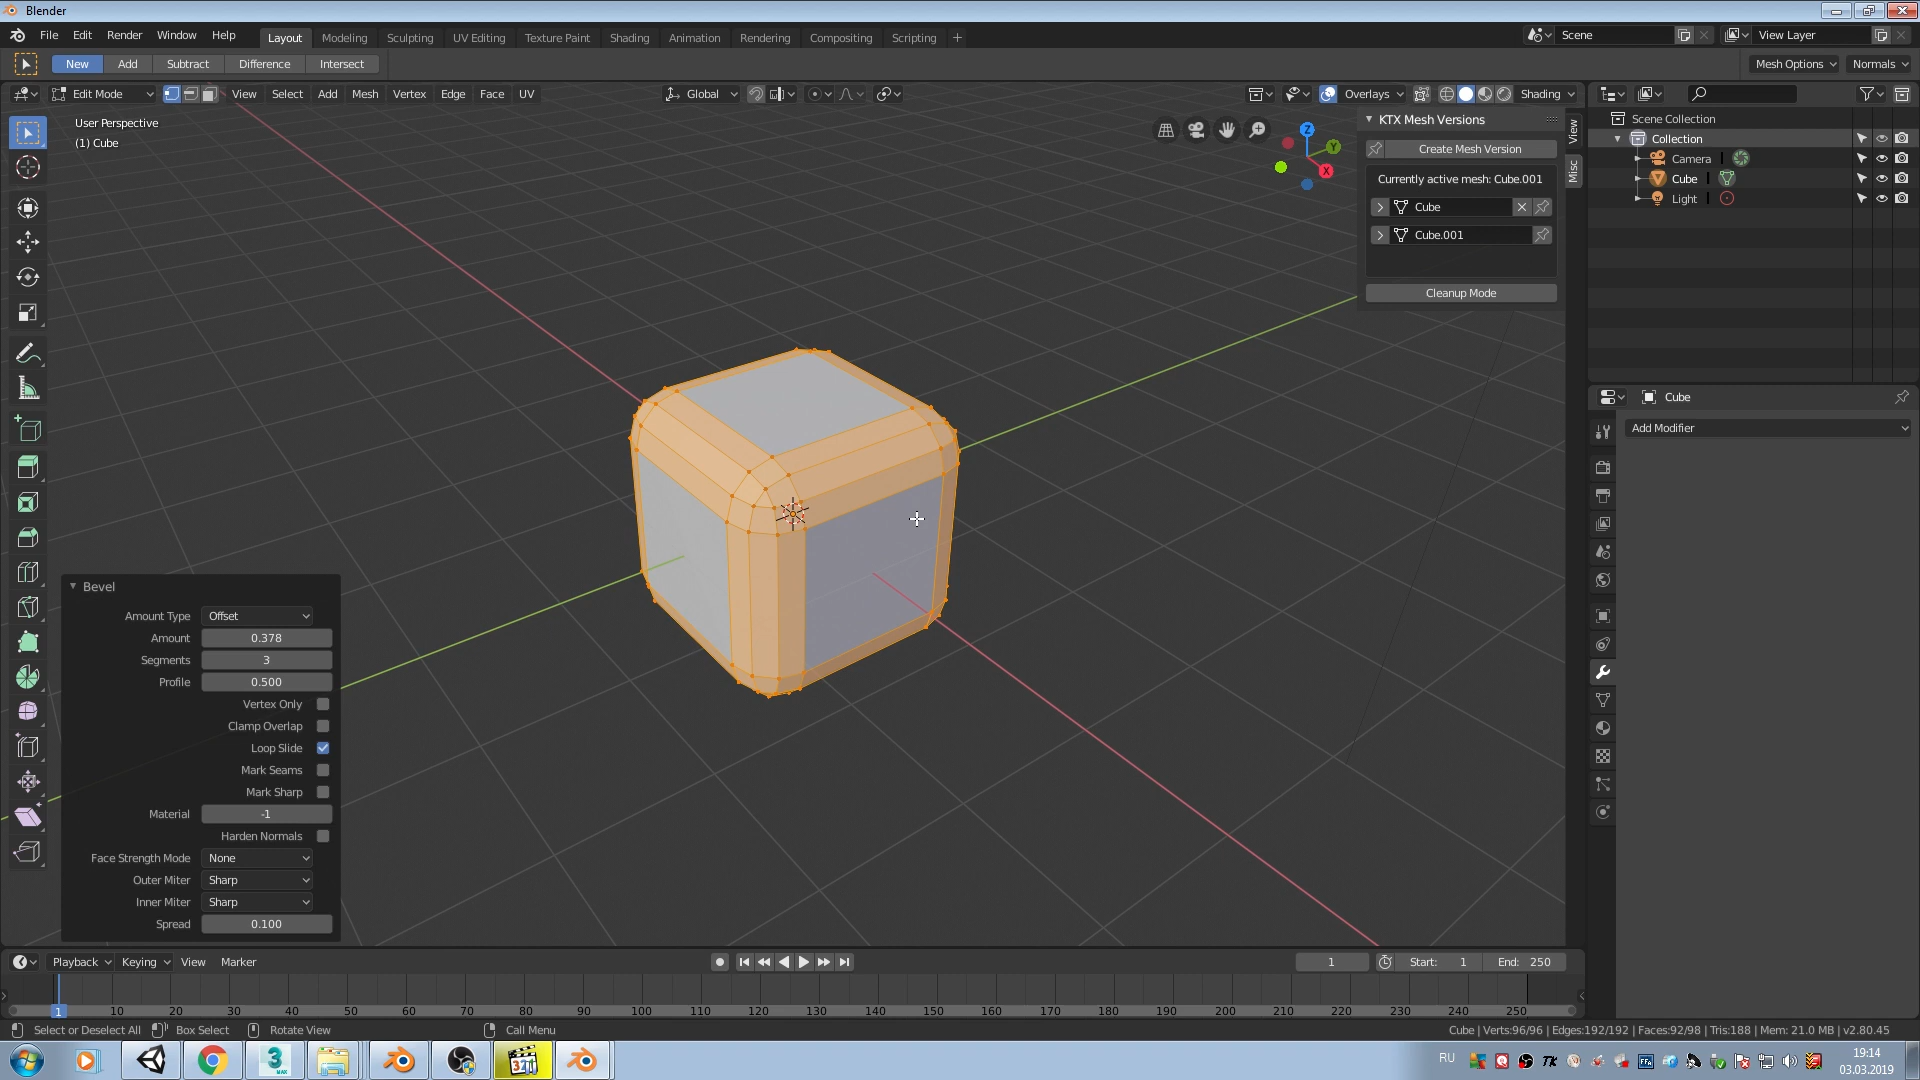 Blender
File Edit Render Window Help
Layout Modeling Sculpting UV Editing Texture Paint Shading Animation Rendering Compositing Scripting +
Scene
View Layer
New Add Subtract Difference Intersect
Mesh Options Normals
Edit Mode View Select Add Mesh Vertex Edge Face UV
Global
Overlays Shading
User Perspective
(1) Cube
Z
Y
X
KTX Mesh Versions
Create Mesh Version
Currently active mesh: Cube.001
Cube
Cube.001
Cleanup Mode
View
Misc
Scene Collection
Collection
Camera
Cube
Light
Cube
Add Modifier
Bevel
Amount Type Offset
Amount 0.378
Segments 3
Profile 0.500
Vertex Only
Clamp Overlap
Loop Slide
Mark Seams
Mark Sharp
Material -1
Harden Normals
Face Strength Mode None
Outer Miter Sharp
Inner Miter Sharp
Spread 0.100
Playback Keying View Marker
1 Start: 1 End: 250
1 10 20 30 40 50 60 70 80 90 100 110 120 130 140 150 160 170 180 190 200 210 220 230 240 250
Select or Deselect All Box Select Rotate View Call Menu
Cube | Verts:96/96 | Edges:192/192 | Faces:92/98 | Tris:188 | Mem: 21.0 MB | v2.80.45
3
MAX
321
RU
TK
19:14
03.03.2019